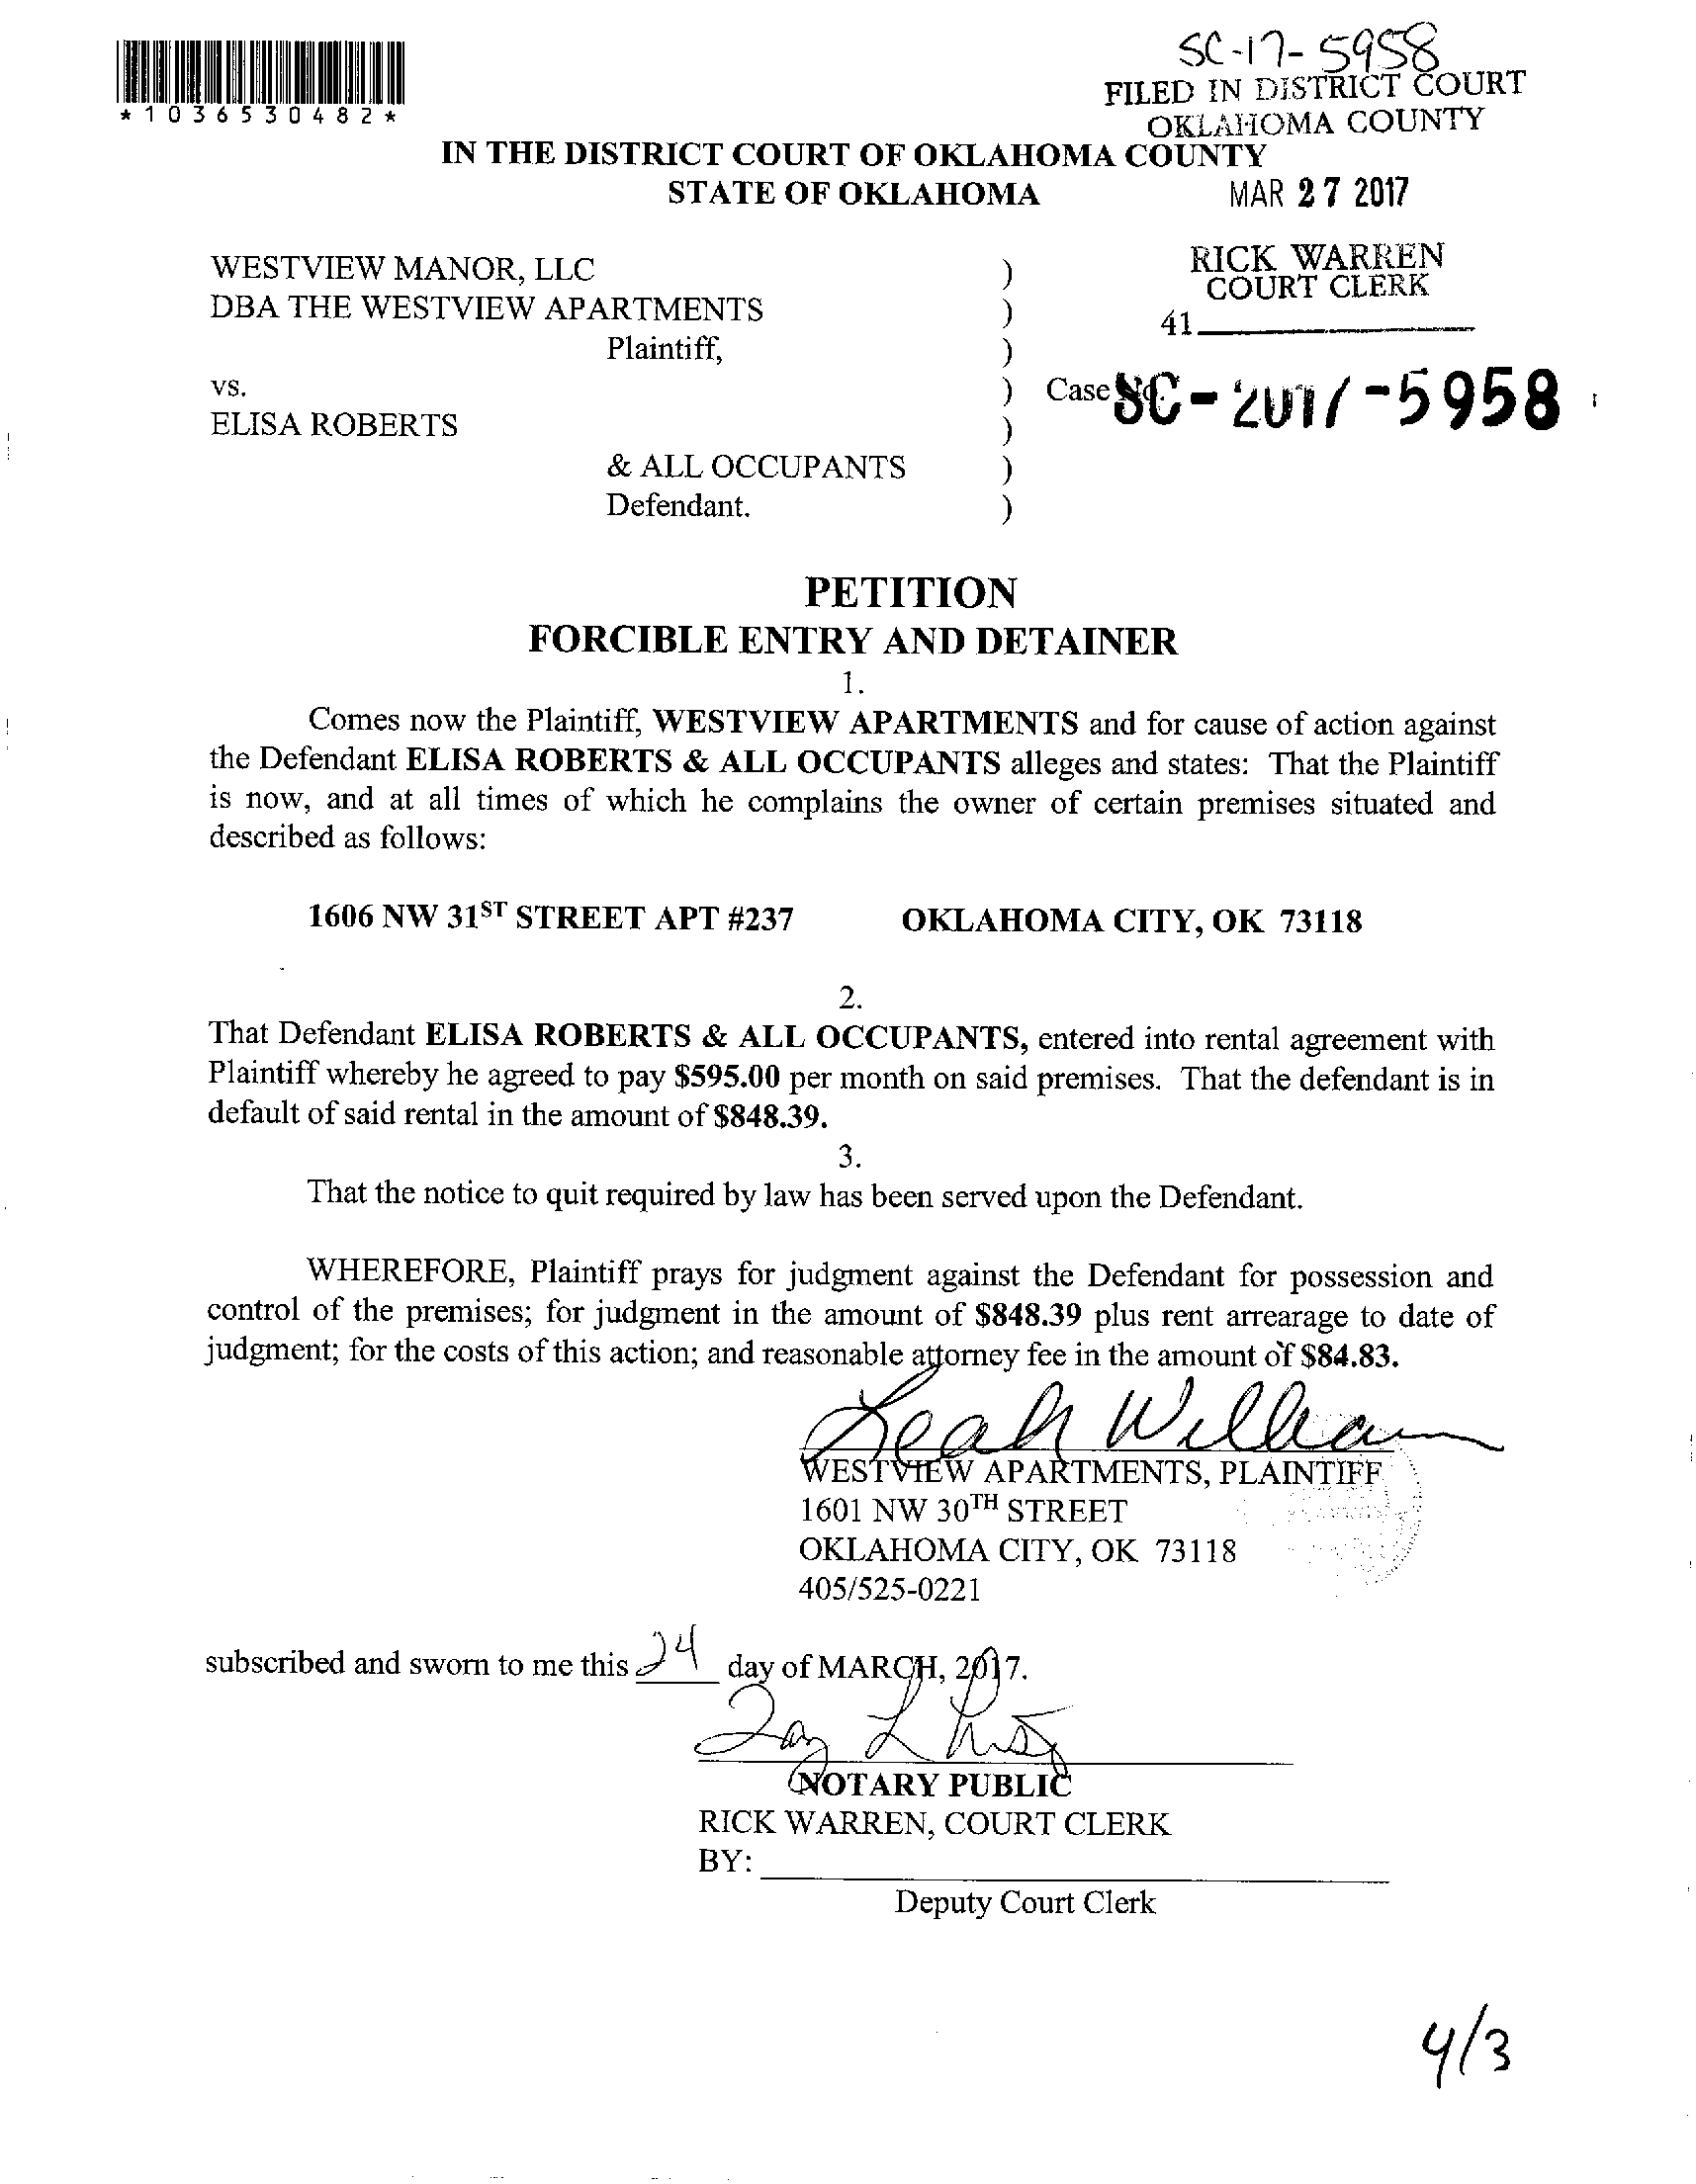 SC-17-5958
FILED IN DISTRICT COURT
OKLAHOMA COUNTY
*1036530482*
IN THE DISTRICT COURT OF OKLAHOMA COUNTY
STATE OF OKLAHOMA
MAR 27 2017
RICK WARREN
COURT CLERK
41
WESTVIEW MANOR, LLC )
DBA THE WESTVIEW APARTMENTS )
Plaintiff, )
vs. ) Case No. SC-2017-5958
ELISA ROBERTS )
& ALL OCCUPANTS )
Defendant. )
PETITION
FORCIBLE ENTRY AND DETAINER
1.
Comes now the Plaintiff, WESTVIEW APARTMENTS and for cause of action against
the Defendant ELISA ROBERTS & ALL OCCUPANTS alleges and states: That the Plaintiff
is now, and at all times of which he complains the owner of certain premises situated and
described as follows:
1606 NW 31ST STREET APT #237 OKLAHOMA CITY, OK 73118
2.
That Defendant ELISA ROBERTS & ALL OCCUPANTS, entered into rental agreement with
Plaintiff whereby he agreed to pay $595.00 per month on said premises. That the defendant is in
default of said rental in the amount of $848.39.
3.
That the notice to quit required by law has been served upon the Defendant.
WHEREFORE, Plaintiff prays for judgment against the Defendant for possession and
control of the premises; for judgment in the amount of $848.39 plus rent arrearage to date of
judgment; for the costs of this action; and reasonable attorney fee in the amount of $84.83.
Leah William
WESTVIEW APARTMENTS, PLAINTIFF
1601 NW 30TH STREET
OKLAHOMA CITY, OK 73118
405/525-0221
subscribed and sworn to me this 24 day of MARCH, 2017.
NOTARY PUBLIC
RICK WARREN, COURT CLERK
BY:
Deputy Court Clerk
4/3